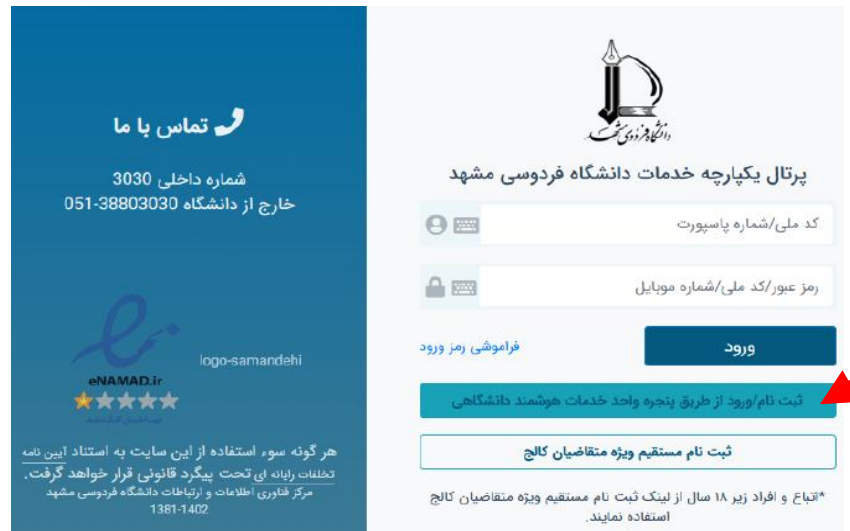 دانشگاه فردوسی مشهد
پرتال یکپارچه خدمات دانشگاه فردوسی مشهد
کد ملی/شماره پاسپورت
رمز عبور/کد ملی/شماره موبایل
ورود
فراموشی رمز ورود
ثبت نام/ورود از طریق پنجره واحد خدمات هوشمند دانشگاهی
ثبت نام مستقیم ویژه متقاضیان کالج
*اتباع و افراد زیر ۱۸ سال از لینک ثبت نام مستقیم ویژه متقاضیان کالج
استفاده نمایند.
تماس با ما
شماره داخلی 3030
خارج از دانشگاه 051-38803030
logo-samandehi
eNAMAD.ir
هر گونه سوء استفاده از این سایت به استناد آیین نامه
تخلفات رایانه ای تحت پیگرد قانونی قرار خواهد گرفت.
مرکز فناوری اطلاعات و ارتباطات دانشگاه فردوسی مشهد
1381-1402